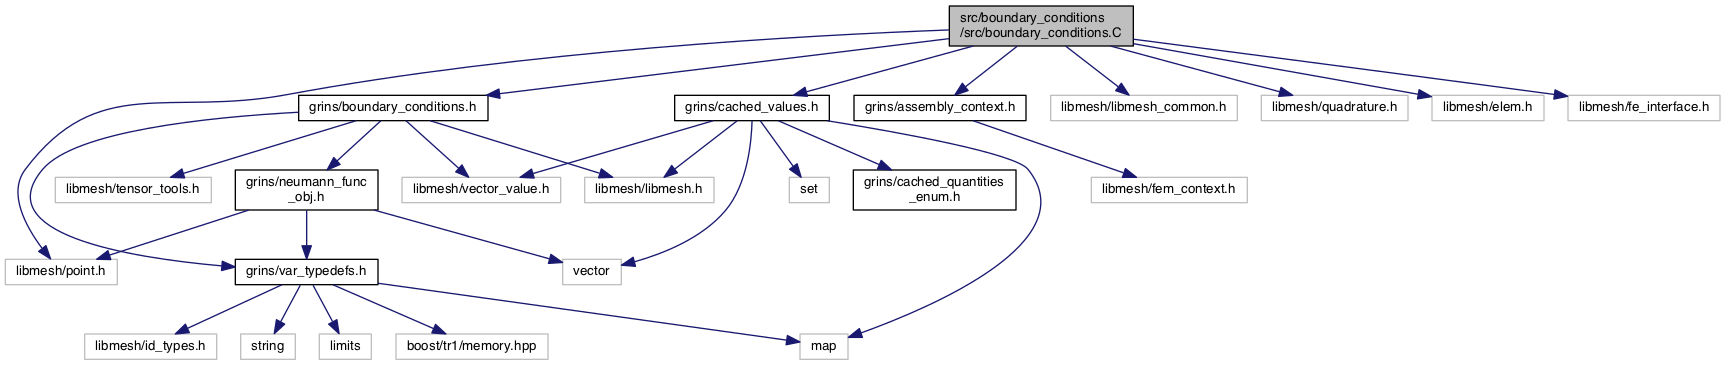 src/boundary_conditions
/src/boundary_conditions.C
grins/boundary_conditions.h
grins/cached_values.h
grins/assembly_context.h
libmesh/libmesh_common.h
libmesh/quadrature.h
libmesh/elem.h
libmesh/fe_interface.h
libmesh/tensor_tools.h
grins/neumann_func
_obj.h
libmesh/vector_value.h
libmesh/libmesh.h
set
grins/cached_quantities
_enum.h
libmesh/fem_context.h
libmesh/point.h
grins/var_typedefs.h
vector
libmesh/id_types.h
string
limits
boost/tr1/memory.hpp
map